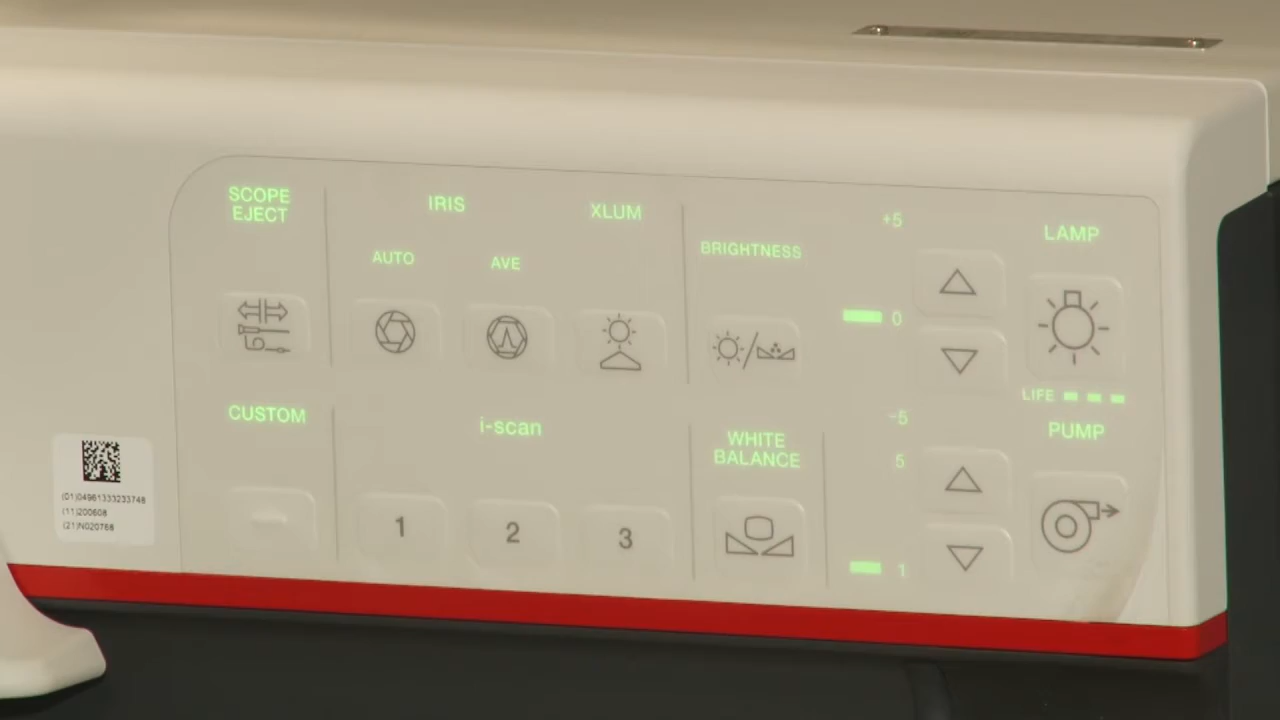 SCOPE
EJECT
IRIS
XLUM
AUTO
AVE
BRIGHTNESS
+5
0
-5
LAMP
LIFE
CUSTOM
i-scan
1
2
3
WHITE
BALANCE
5
1
PUMP
(01)04961333233748
(11)200608
(21)N020768